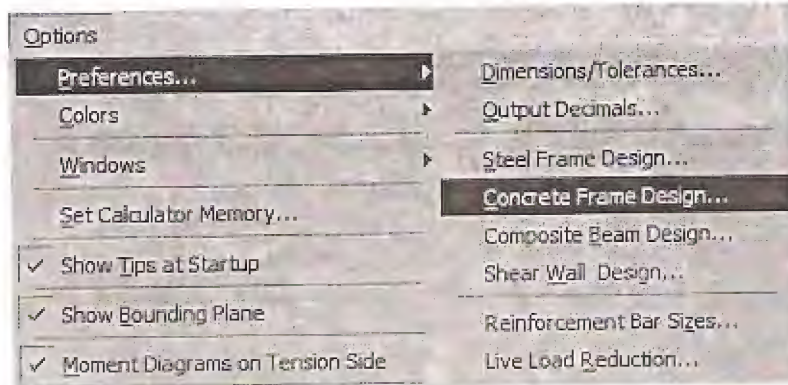 Options
Preferences...
Colors
Windows
Set Calculator Memory...
Show Tips at Startup
Show Bounding Plane
Moment Diagrams on Tension Side
Dimensions/Tolerances...
Output Decimals...
Steel Frame Design...
Concrete Frame Design...
Composite Beam Design...
Shear Wall Design...
Reinforcement Bar Sizes...
Live Load Reduction...